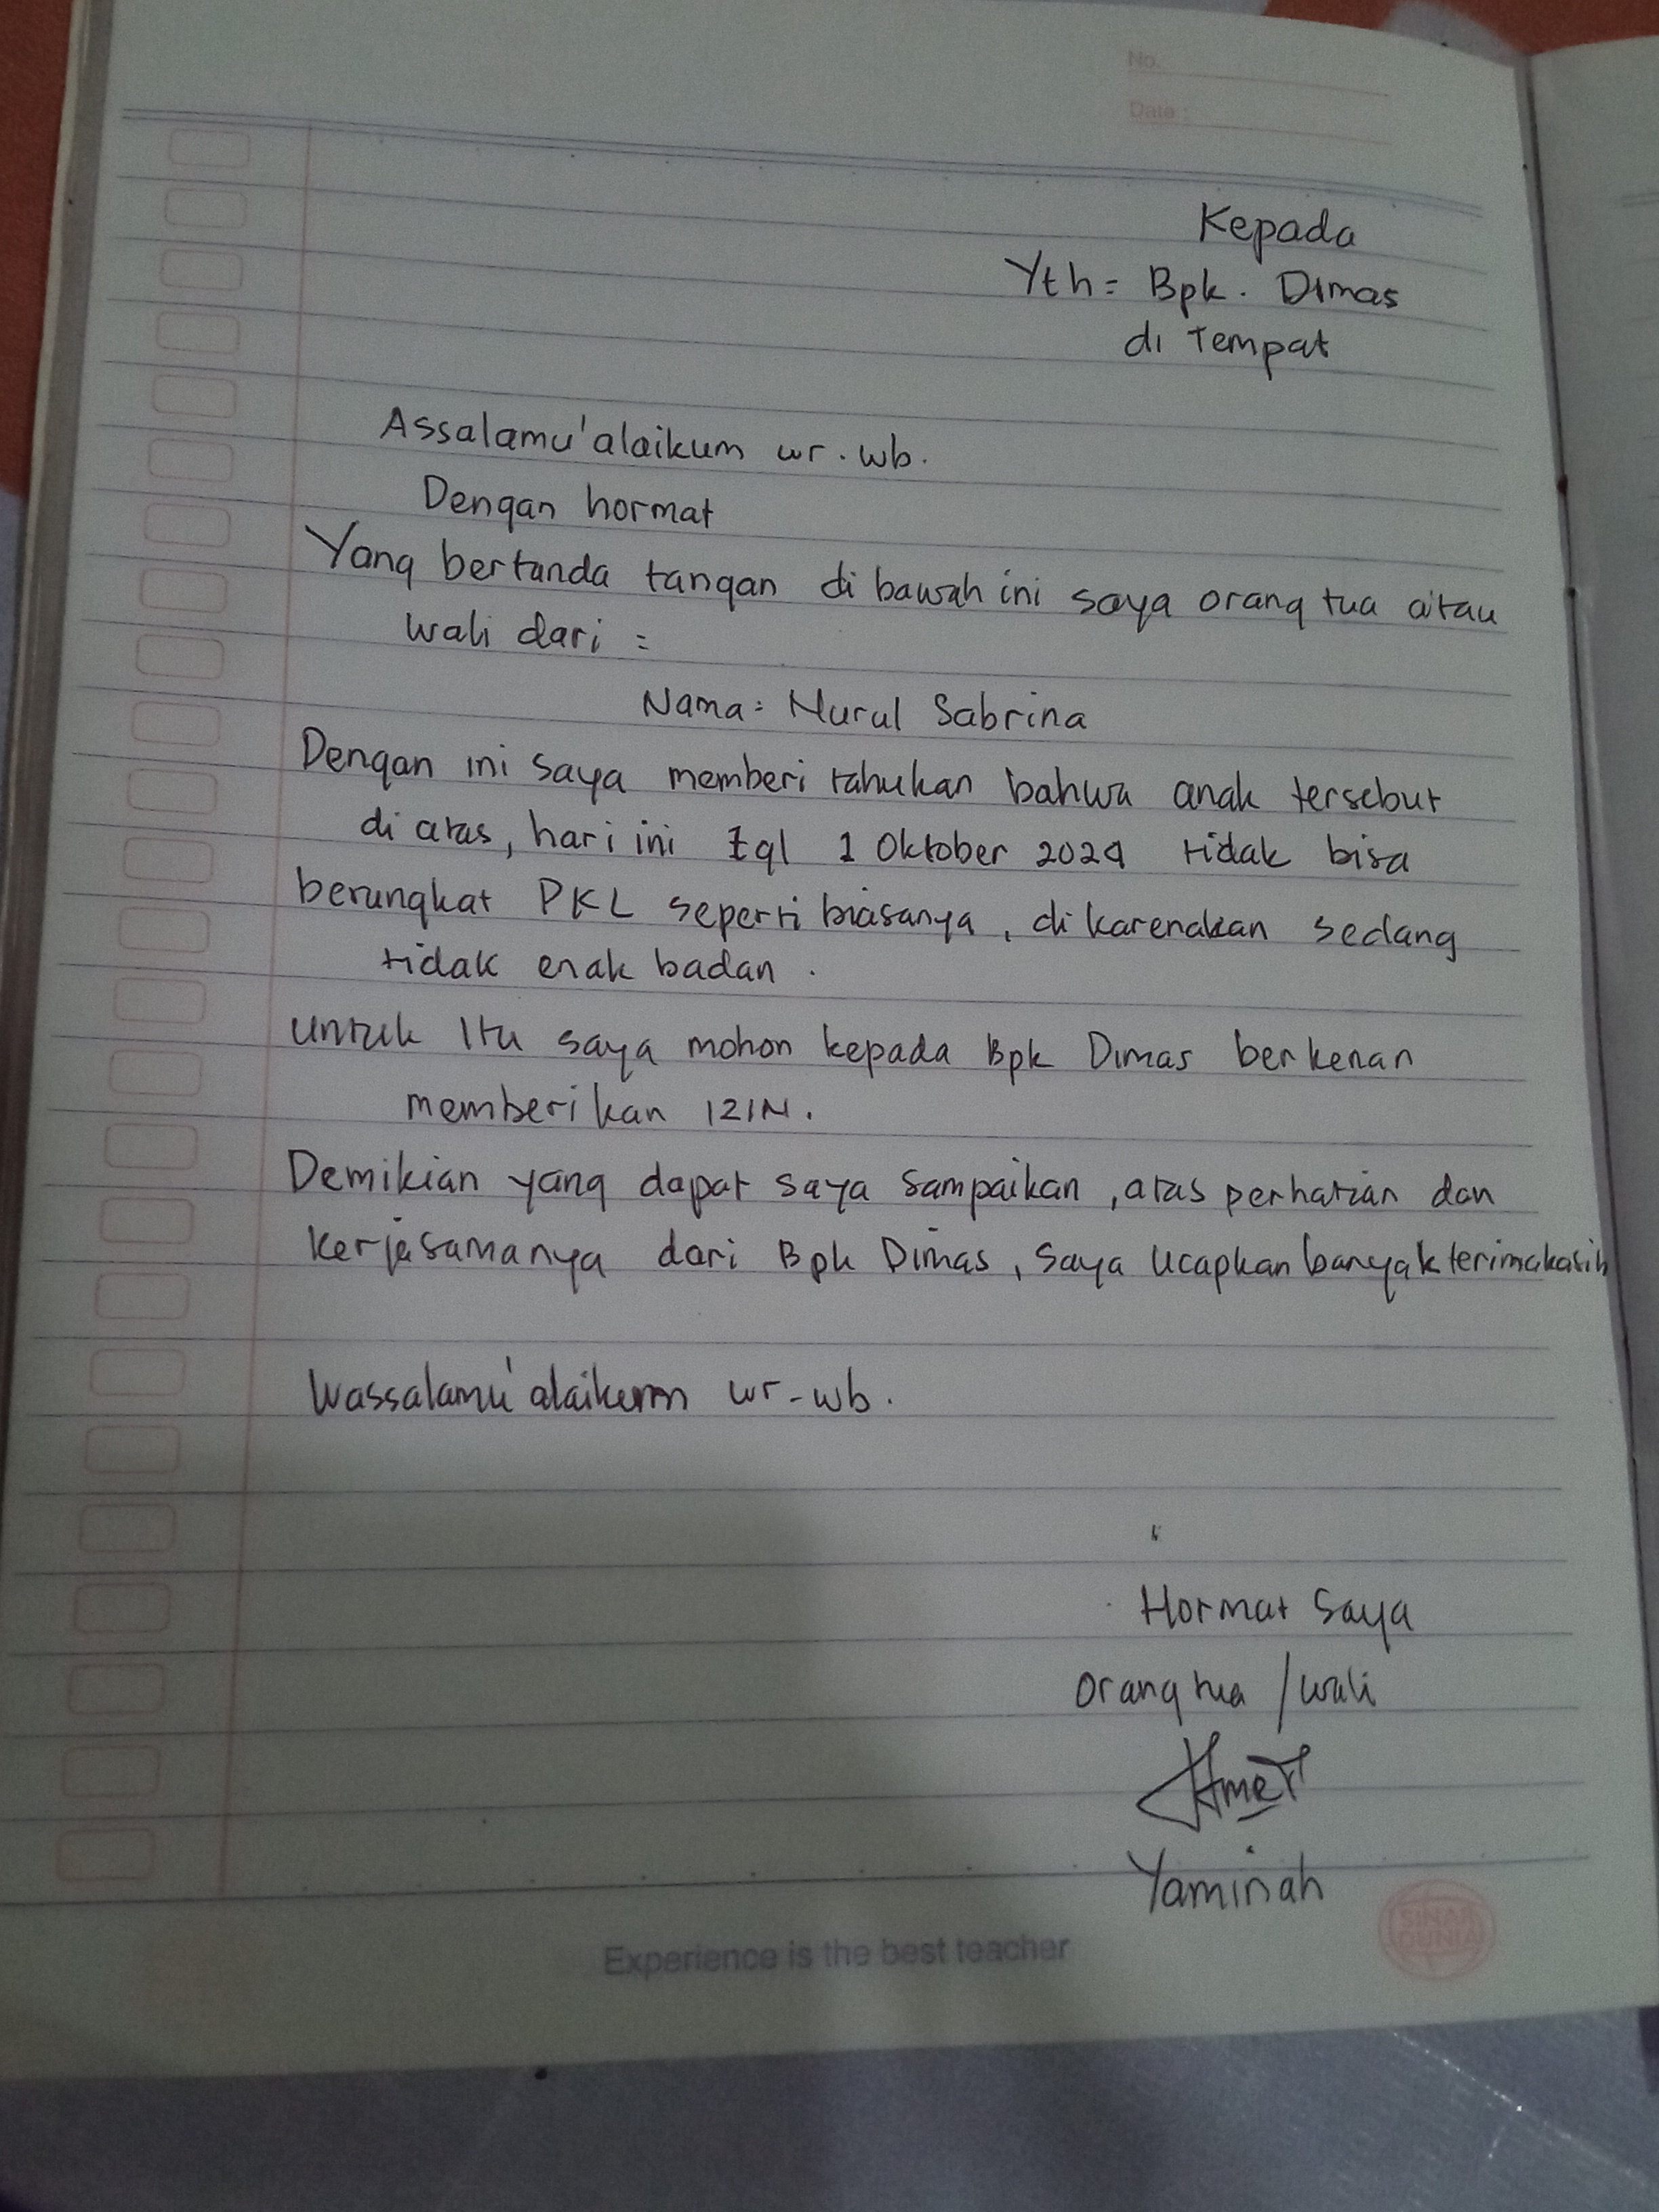 No.
Date :
Kepada
Yth = Bpk. Dimas
di Tempat
Assalamu'alaikum wr. wb.
Dengan hormat
Yang bertanda tangan di bawah ini saya orang tua atau
wali dari =
Nama = Nurul Sabrina
Dengan ini saya memberi tahukan bahwa anak tersebut
di atas, hari ini tgl 1 Oktober 2024 tidak bisa
berangkat PKL seperti biasanya, di karenakan sedang
tidak enak badan.
untuk Itu saya mohon kepada Bpk Dimas berkenan
memberikan IZIN.
Demikian yang dapat saya sampaikan, atas perhatian dan
kerjasamanya dari Bpk Dimas, saya ucapkan banyak terimakasih
Wassalamu'alaikum wr-wb.
Hormat saya
orang tua / wali
Yaminah
Experience is the best teacher
SINAR
DUNIA